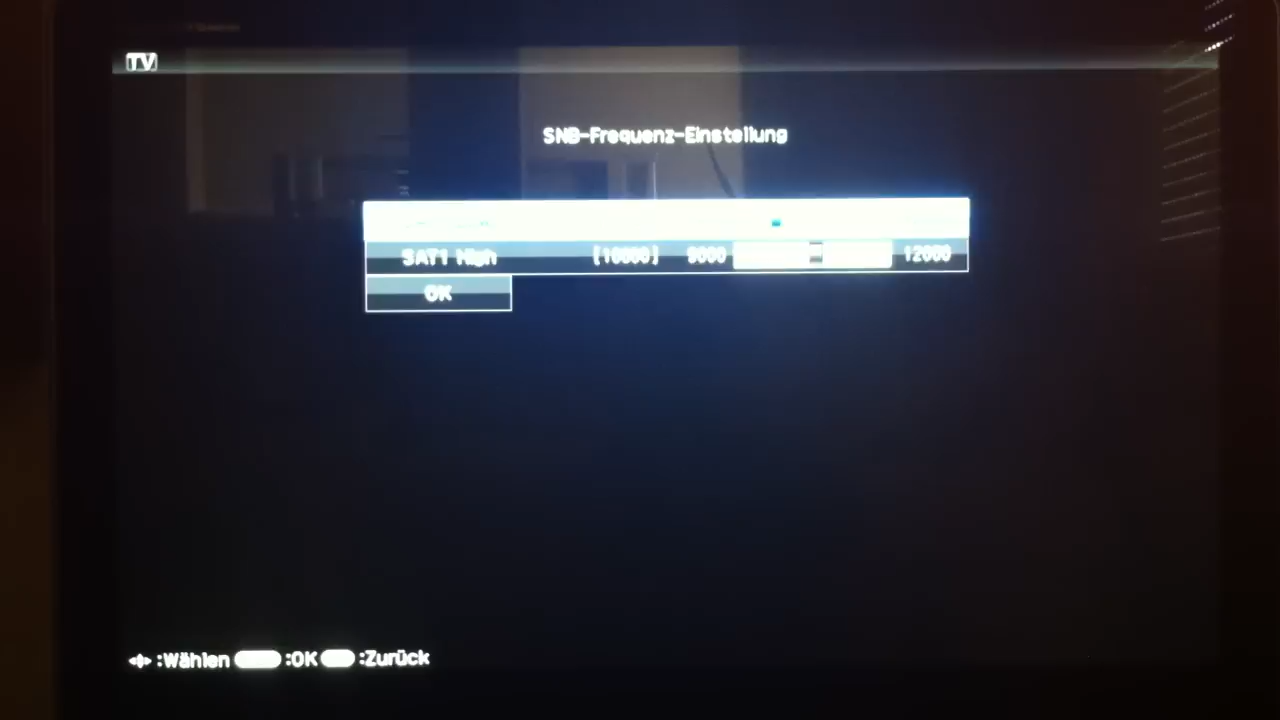 TV
SNB-Frequenz-Einstellung
SAT1 High [10600] 9000 12000
OK
:Wählen :OK :Zurück